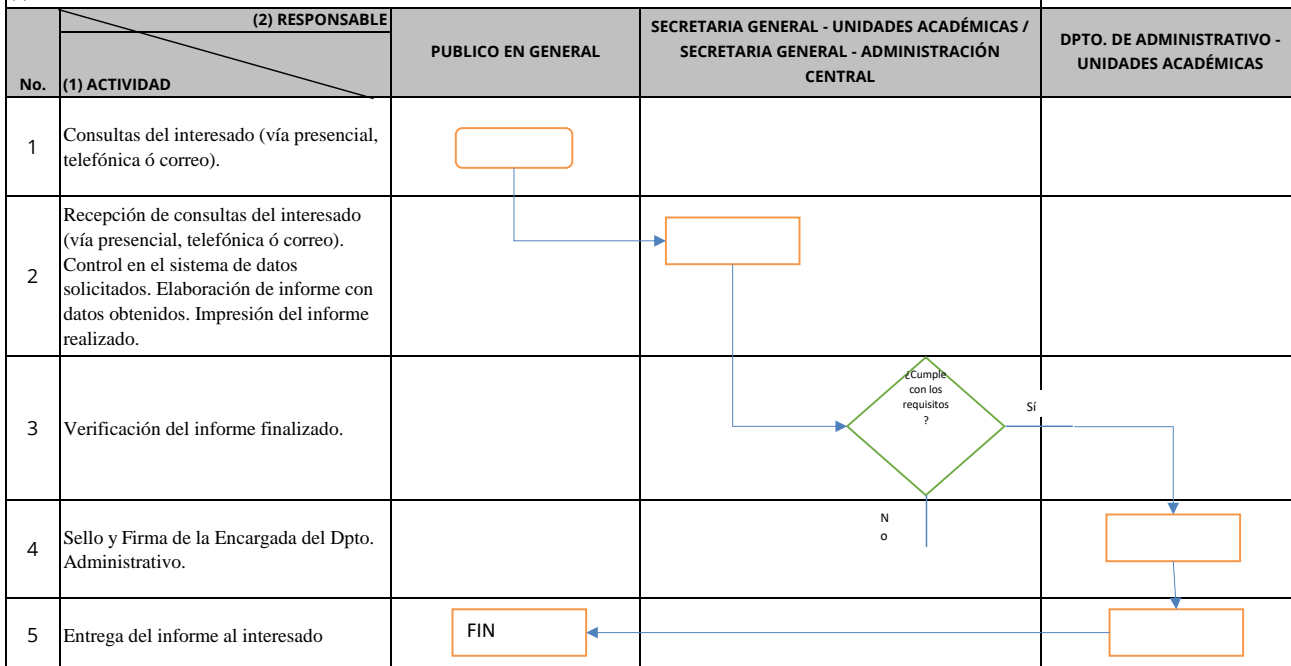 (2) RESPONSABLE
No.
(1) ACTIVIDAD
PUBLICO EN GENERAL
SECRETARIA GENERAL - UNIDADES ACADÉMICAS /
SECRETARIA GENERAL - ADMINISTRACIÓN
CENTRAL
DPTO. DE ADMINISTRATIVO -
UNIDADES ACADÉMICAS
1
Consultas del interesado (vía presencial,
telefónica ó correo).
2
Recepción de consultas del interesado
(vía presencial, telefónica ó correo).
Control en el sistema de datos
solicitados. Elaboración de informe con
datos obtenidos. Impresión del informe
realizado.
3
Verificación del informe finalizado.
¿Cumple
con los
requisitos
?
Sí
N
o
4
Sello y Firma de la Encargada del Dpto.
Administrativo.
5
Entrega del informe al interesado
FIN